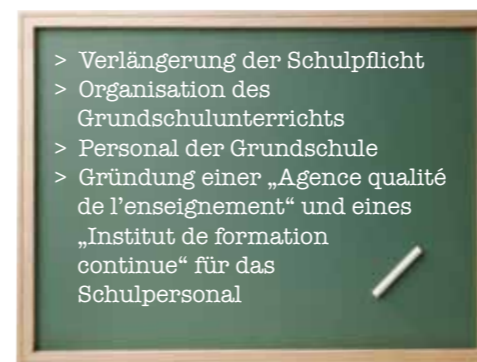 > Verlängerung der Schulpflicht
> Organisation des
Grundschulunterrichts
> Personal der Grundschule
> Gründung einer „Agence qualité
de l’enseignement“ und eines
„Institut de formation
continue“ für das
Schulpersonal